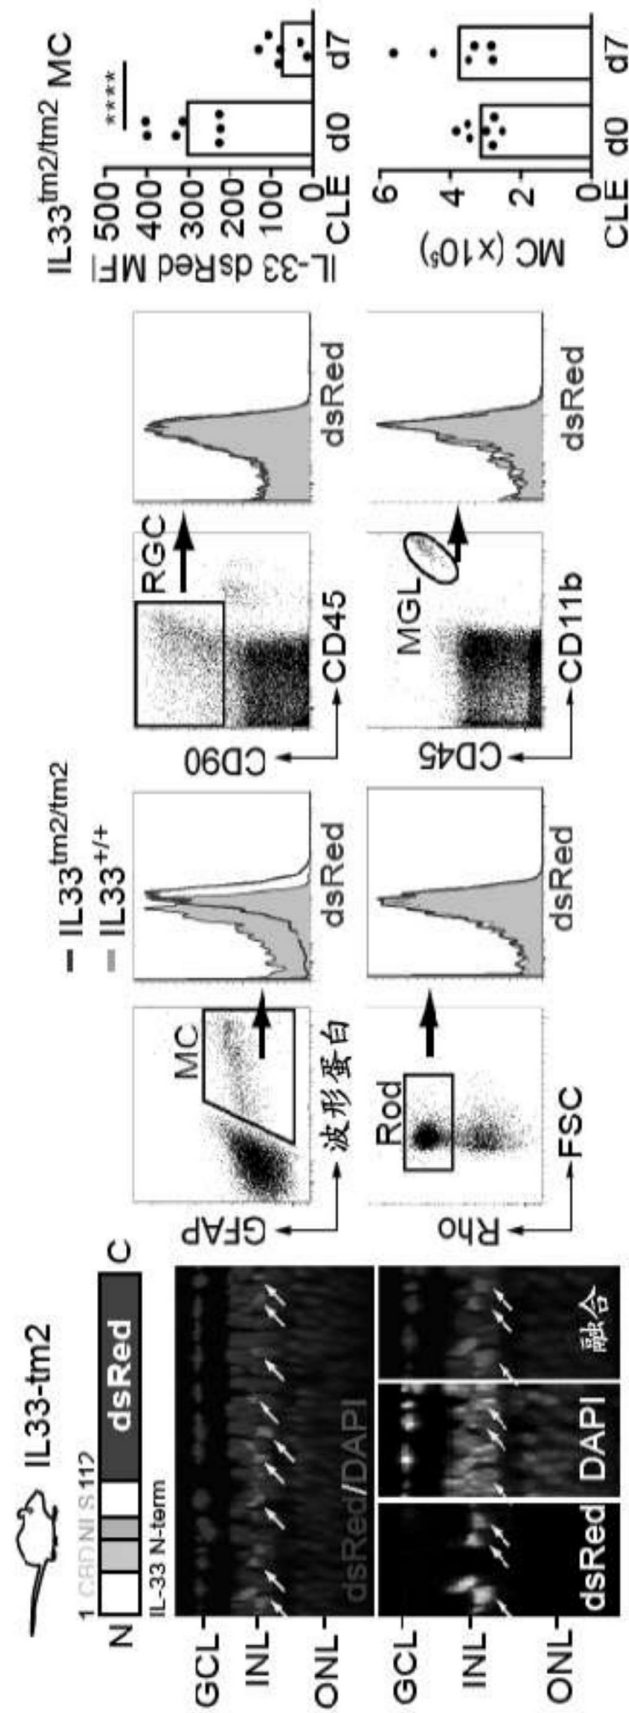 IL33-tm2
1 CBD NLS 112
N
dsRed
C
IL-33 N-term
GCL
INL
ONL
dsRed/DAPI
GCL
INL
ONL
dsRed
DAPI
融合
IL33tm2/tm2
IL33+/+
GFAP
MC
波形蛋白
dsRed
Rho
Rod
FSC
dsRed
CD90
RGC
CD45
dsRed
CD45
MGL
CD11b
dsRed
IL33tm2/tm2 MC
IL-33 dsRed MFI
500
400
300
200
100
0
****
CLE d0 d7
MC (x10⁵)
6
4
2
0
CLE d0 d7